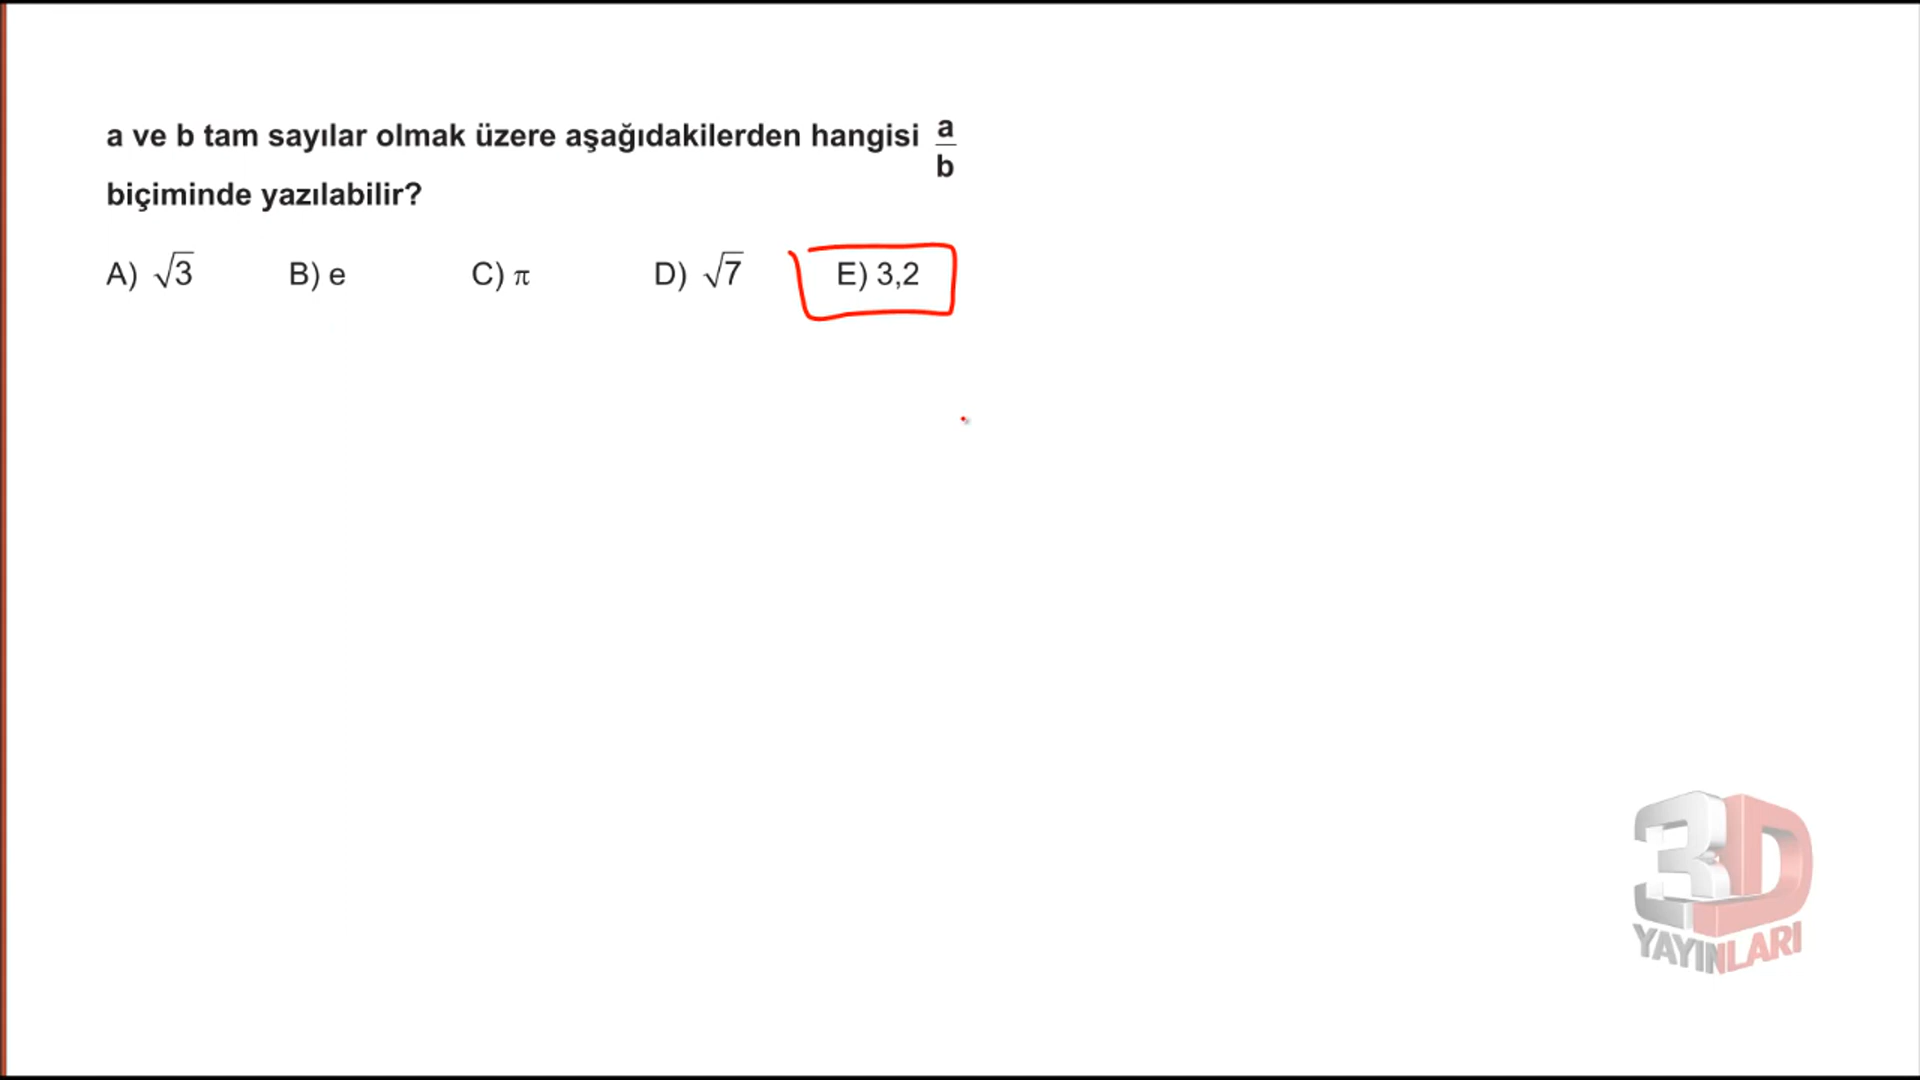 a ve b tam sayılar olmak üzere aşağıdakilerden hangisi a/b
biçiminde yazılabilir?
A) √3 B) e C) π D) √7 E) 3,2
3D
YAYINLARI